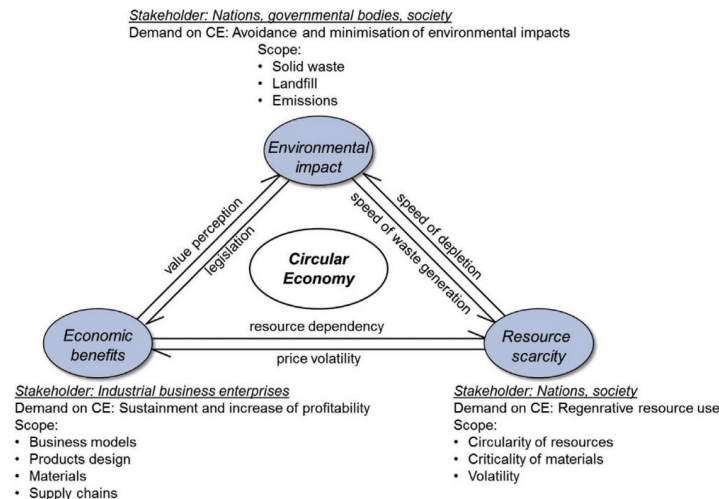 Stakeholder: Nations, governmental bodies, society
Demand on CE: Avoidance and minimisation of environmental impacts
Scope:
• Solid waste
• Landfill
• Emissions
Environmental
impact
value perception
legislation
speed of depletion
speed of waste generation
Circular
Economy
Economic
benefits
resource dependency
price volatility
Resource
scarcity
Stakeholder: Industrial business enterprises
Demand on CE: Sustainment and increase of profitability
Scope:
• Business models
• Products design
• Materials
• Supply chains
Stakeholder: Nations, society
Demand on CE: Regenrative resource use
Scope:
• Circularity of resources
• Criticality of materials
• Volatility